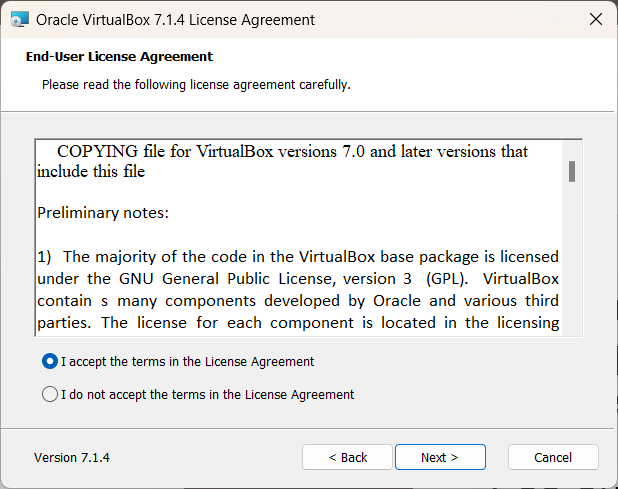 Oracle VirtualBox 7.1.4 License Agreement
End-User License Agreement
Please read the following license agreement carefully.
COPYING file for VirtualBox versions 7.0 and later versions that
include this file
Preliminary notes:
1) The majority of the code in the VirtualBox base package is licensed
under the GNU General Public License, version 3 (GPL). VirtualBox
contain s many components developed by Oracle and various third
parties. The license for each component is located in the licensing
I accept the terms in the License Agreement
I do not accept the terms in the License Agreement
Version 7.1.4
< Back
Next >
Cancel